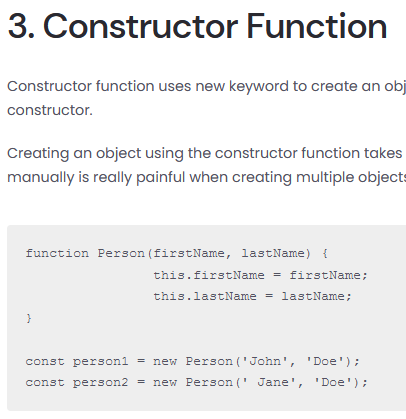 3. Constructor Function
Constructor function uses new keyword to create an obj
constructor.
Creating an object using the constructor function takes
manually is really painful when creating multiple objects
function Person(firstName, lastName) {
this.firstName = firstName;
this.lastName = lastName;
}
const person1 = new Person('John', 'Doe');
const person2 = new Person(' Jane', 'Doe');